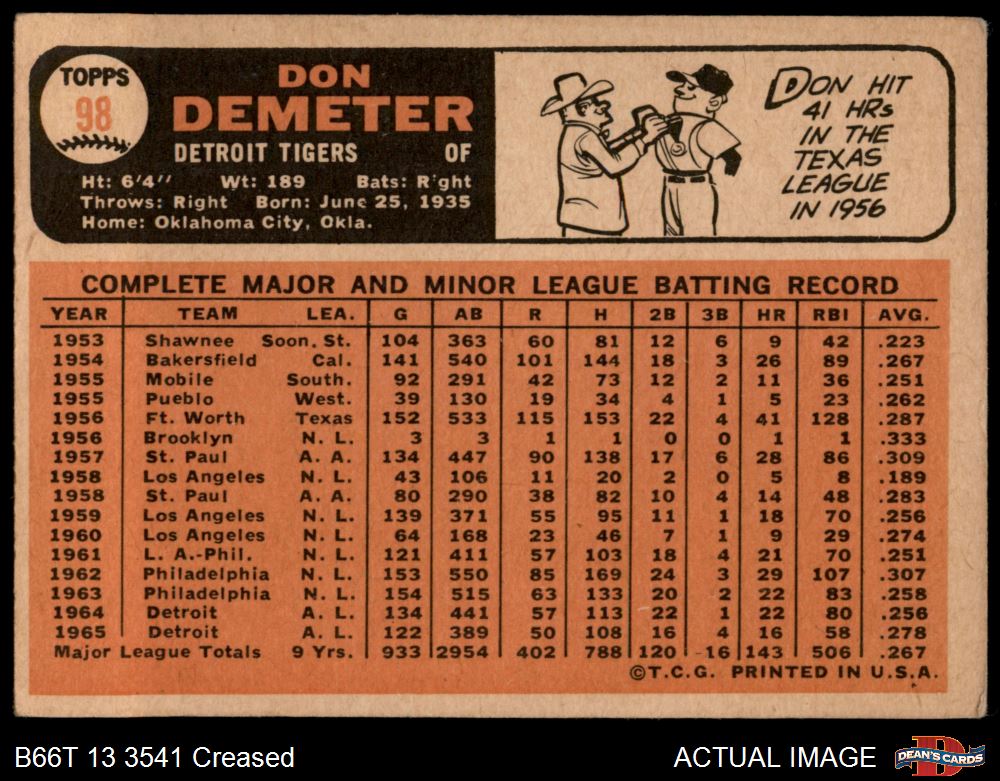 TOPPS
98
DON
DEMETER
DETROIT TIGERS OF
Ht: 6'4" Wt: 189 Bats: R'ght
Throws: Right Born: June 25, 1935
Home: Oklahoma City, Okla.
DON HIT
41 HRs
IN THE
TEXAS
LEAGUE
IN 1956
COMPLETE MAJOR AND MINOR LEAGUE BATTING RECORD
YEAR TEAM LEA. G AB R H 2B 3B HR RBI AVG.
1953 Shawnee Soon. St. 104 363 60 81 12 6 9 42 .223
1954 Bakersfield Cal. 141 540 101 144 18 3 26 89 .267
1955 Mobile South. 92 291 42 73 12 2 11 36 .251
1955 Pueblo West. 39 130 19 34 4 1 5 23 .262
1956 Ft. Worth Texas 152 533 115 153 22 4 41 128 .287
1956 Brooklyn N. L. 3 3 1 1 0 0 1 1 .333
1957 St. Paul A. A. 134 447 90 138 17 6 28 86 .309
1958 Los Angeles N. L. 43 106 11 20 2 0 5 8 .189
1958 St. Paul A. A. 80 290 38 82 10 4 14 48 .283
1959 Los Angeles N. L. 139 371 55 95 11 1 18 70 .256
1960 Los Angeles N. L. 64 168 23 46 7 1 9 29 .274
1961 L. A.-Phil. N. L. 121 411 57 103 18 4 21 70 .251
1962 Philadelphia N. L. 153 550 85 169 24 3 29 107 .307
1963 Philadelphia N. L. 154 515 63 133 20 2 22 83 .258
1964 Detroit A. L. 134 441 57 113 22 1 22 80 .256
1965 Detroit A. L. 122 389 50 108 16 4 16 58 .278
Major League Totals 9 Yrs. 933 2954 402 788 120 16 143 506 .267
©T.C.G. PRINTED IN U.S.A.
B66T 13 3541 Creased
ACTUAL IMAGE
D
DEAN'S CARDS